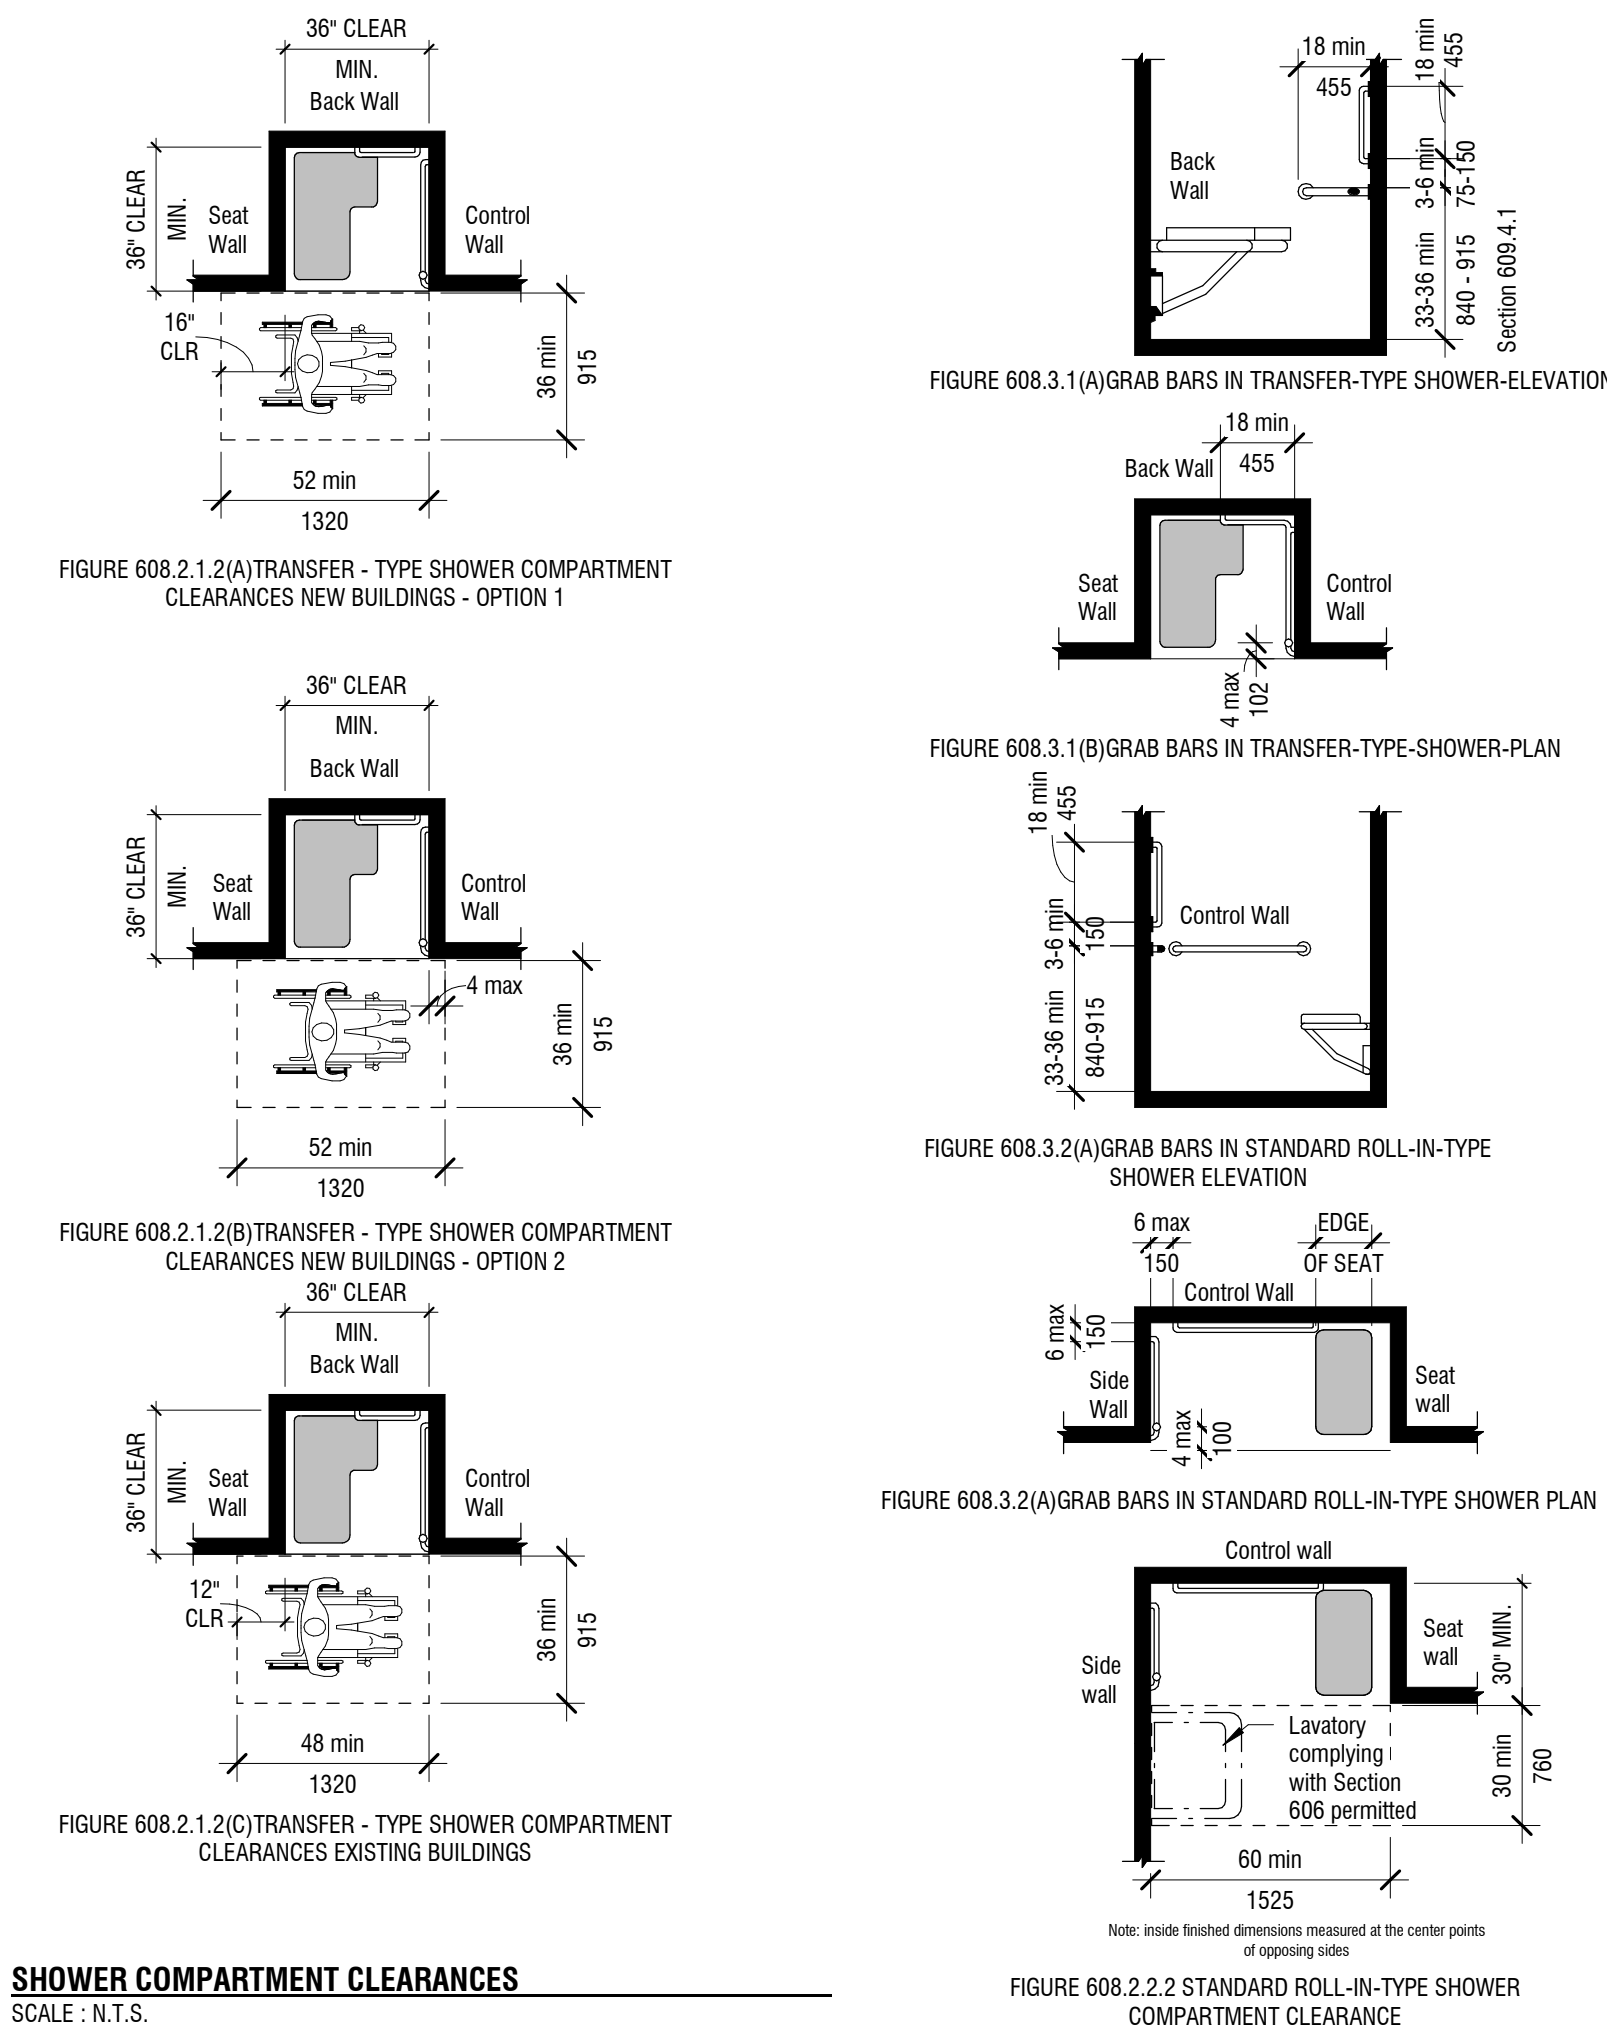 36" CLEAR
MIN.
Back Wall
36" CLEAR
MIN.
Seat
Wall
Control
Wall
16"
CLR
36 min
915
52 min
1320
FIGURE 608.2.1.2(A)TRANSFER - TYPE SHOWER COMPARTMENT
CLEARANCES NEW BUILDINGS - OPTION 1
36" CLEAR
MIN.
Back Wall
36" CLEAR
MIN.
Seat
Wall
Control
Wall
4 max
36 min
915
52 min
1320
FIGURE 608.2.1.2(B)TRANSFER - TYPE SHOWER COMPARTMENT
CLEARANCES NEW BUILDINGS - OPTION 2
36" CLEAR
MIN.
Back Wall
36" CLEAR
MIN.
Seat
Wall
Control
Wall
12"
CLR
36 min
915
48 min
1320
FIGURE 608.2.1.2(C)TRANSFER - TYPE SHOWER COMPARTMENT
CLEARANCES EXISTING BUILDINGS
SHOWER COMPARTMENT CLEARANCES
SCALE : N.T.S.
18 min
455
18 min
455
Back
Wall
3-6 min
75-150
33-36 min
840 - 915
Section 609.4.1
FIGURE 608.3.1(A)GRAB BARS IN TRANSFER-TYPE SHOWER-ELEVATION
18 min
455
Back Wall
Seat
Wall
Control
Wall
4 max
102
FIGURE 608.3.1(B)GRAB BARS IN TRANSFER-TYPE-SHOWER-PLAN
18 min
455
3-6 min
150
Control Wall
33-36 min
840-915
FIGURE 608.3.2(A)GRAB BARS IN STANDARD ROLL-IN-TYPE
SHOWER ELEVATION
6 max
150
EDGE
OF SEAT
Control Wall
6 max
150
Side
Wall
Seat
wall
4 max
100
FIGURE 608.3.2(A)GRAB BARS IN STANDARD ROLL-IN-TYPE SHOWER PLAN
Control wall
Side
wall
Seat
wall
30" MIN.
Lavatory
complying
with Section
606 permitted
30 min
760
60 min
1525
Note: inside finished dimensions measured at the center points
of opposing sides
FIGURE 608.2.2.2 STANDARD ROLL-IN-TYPE SHOWER
COMPARTMENT CLEARANCE